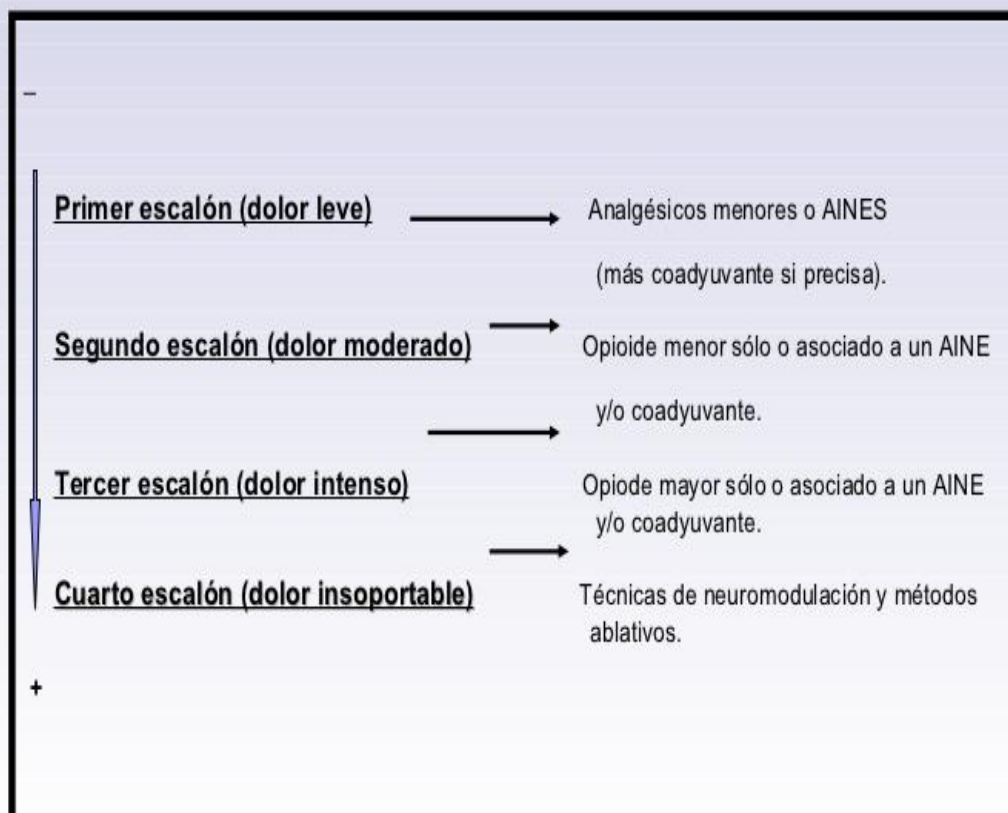 –
Primer escalón (dolor leve) Analgésicos menores o AINES
(más coadyuvante si precisa).
Segundo escalón (dolor moderado) Opioide menor sólo o asociado a un AINE
y/o coadyuvante.
Tercer escalón (dolor intenso) Opiode mayor sólo o asociado a un AINE
y/o coadyuvante.
Cuarto escalón (dolor insoportable) Técnicas de neuromodulación y métodos
ablativos.
+